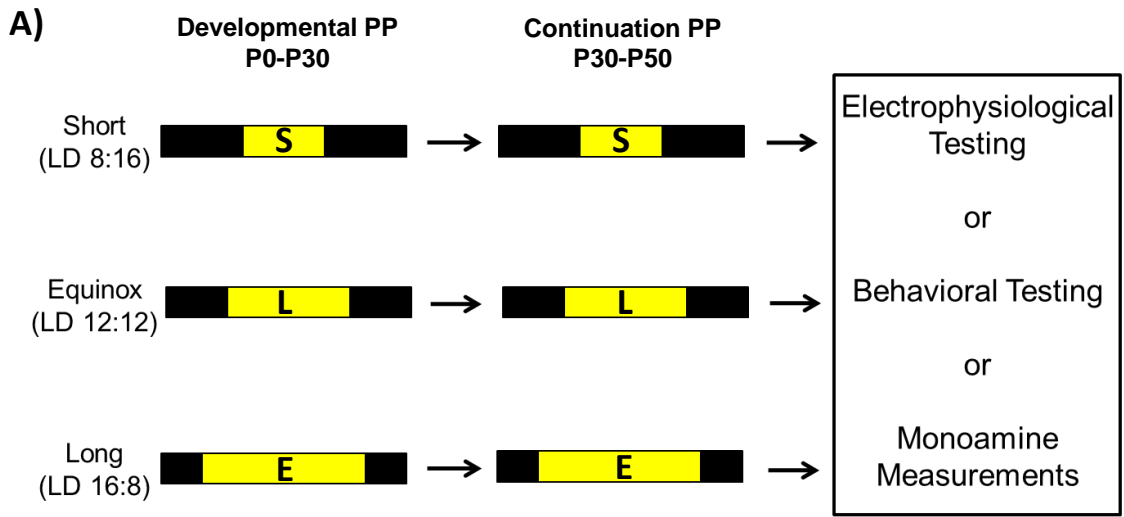 A)
Developmental PP
P0-P30
Continuation PP
P30-P50
Short
(LD 8:16)
S
S
Equinox
(LD 12:12)
L
L
Long
(LD 16:8)
E
E
Electrophysiological
Testing
or
Behavioral Testing
or
Monoamine
Measurements